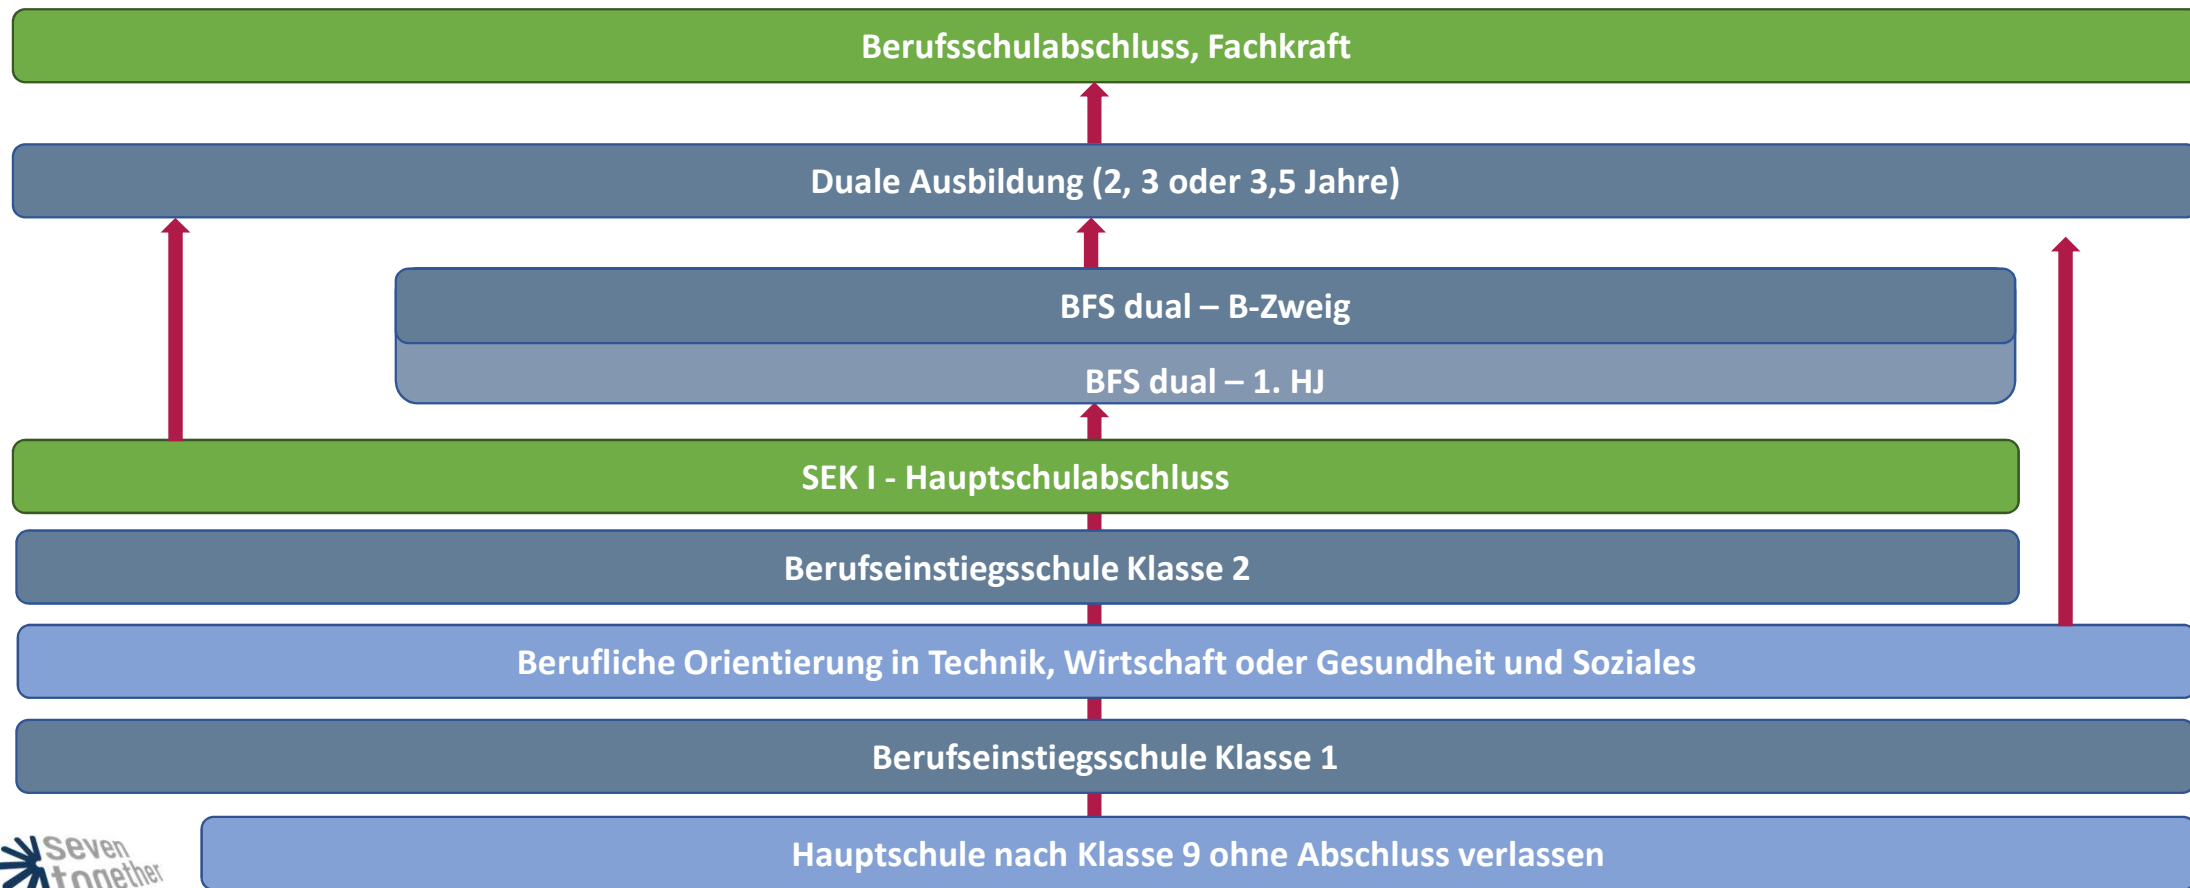 Berufsschulabschluss, Fachkraft
Duale Ausbildung (2, 3 oder 3,5 Jahre)
BFS dual – B-Zweig
BFS dual – 1. HJ
SEK I - Hauptschulabschluss
Berufseinstiegsschule Klasse 2
Berufliche Orientierung in Technik, Wirtschaft oder Gesundheit und Soziales
Berufseinstiegsschule Klasse 1
Hauptschule nach Klasse 9 ohne Abschluss verlassen
seven
together